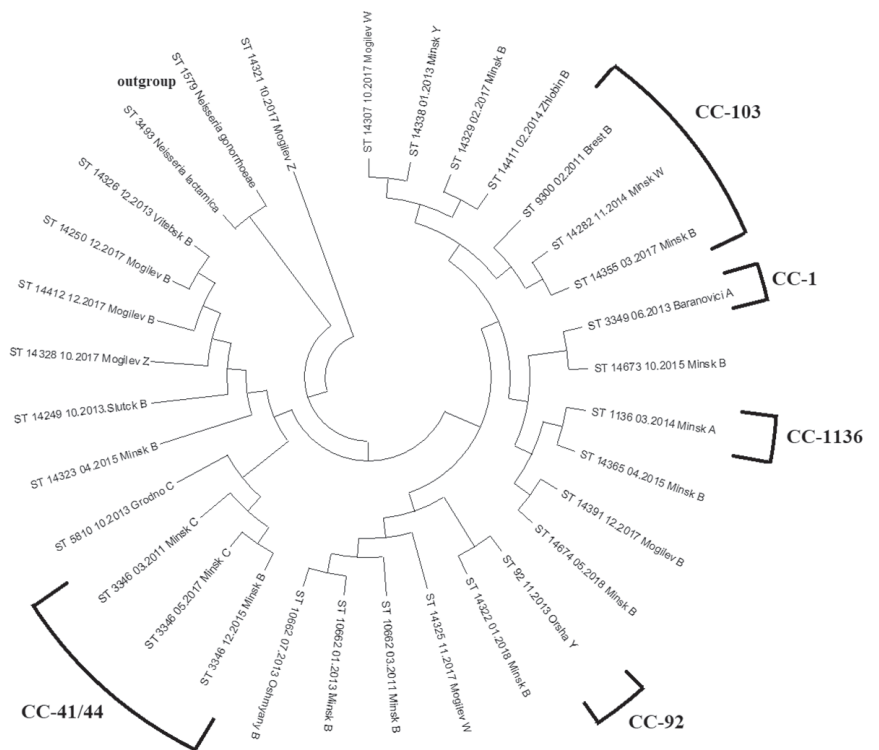 outgroup
ST 1579 Neisseria gonorrhoeae
ST 14321 10.2017 Mogilev Z
ST 14307 10.2017 Mogilev W
ST 14338 01.2013 Minsk Y
ST 14329 02.2017 Minsk B
ST 14411 02.2014 Zhlobin B
ST 9300 02.2011 Brest B
ST 14282 11.2014 Minsk W
ST 14355 03.2017 Minsk B
CC-103
ST 3349 06.2013 Baranovici A
CC-1
ST 14673 10.2015 Minsk B
ST 1136 03.2014 Minsk A
CC-1136
ST 14365 04.2015 Minsk B
ST 14391 12.2017 Mogilev B
ST 14674 05.2018 Minsk B
ST 92 11.2013 Orsha Y
CC-92
ST 14322 01.2018 Minsk B
ST 14325 11.2017 Mogilev W
ST 10662 03.2011 Minsk B
ST 10662 01.2013 Minsk B
ST 10662 07.2013 Oshmyany B
ST 3346 12.2015 Minsk B
ST 3346 05.2017 Minsk C
ST 3346 03.2011 Minsk C
CC-41/44
ST 5810 10.2013 Grodno C
ST 14323 04.2015 Minsk B
ST 14249 10.2013.Slutck B
ST 14328 10.2017 Mogilev Z
ST 14412 12.2017 Mogilev B
ST 14250 12.2017 Mogilev B
ST 14326 12.2013 Vitebsk B
ST 3493 Neisseria lactamica